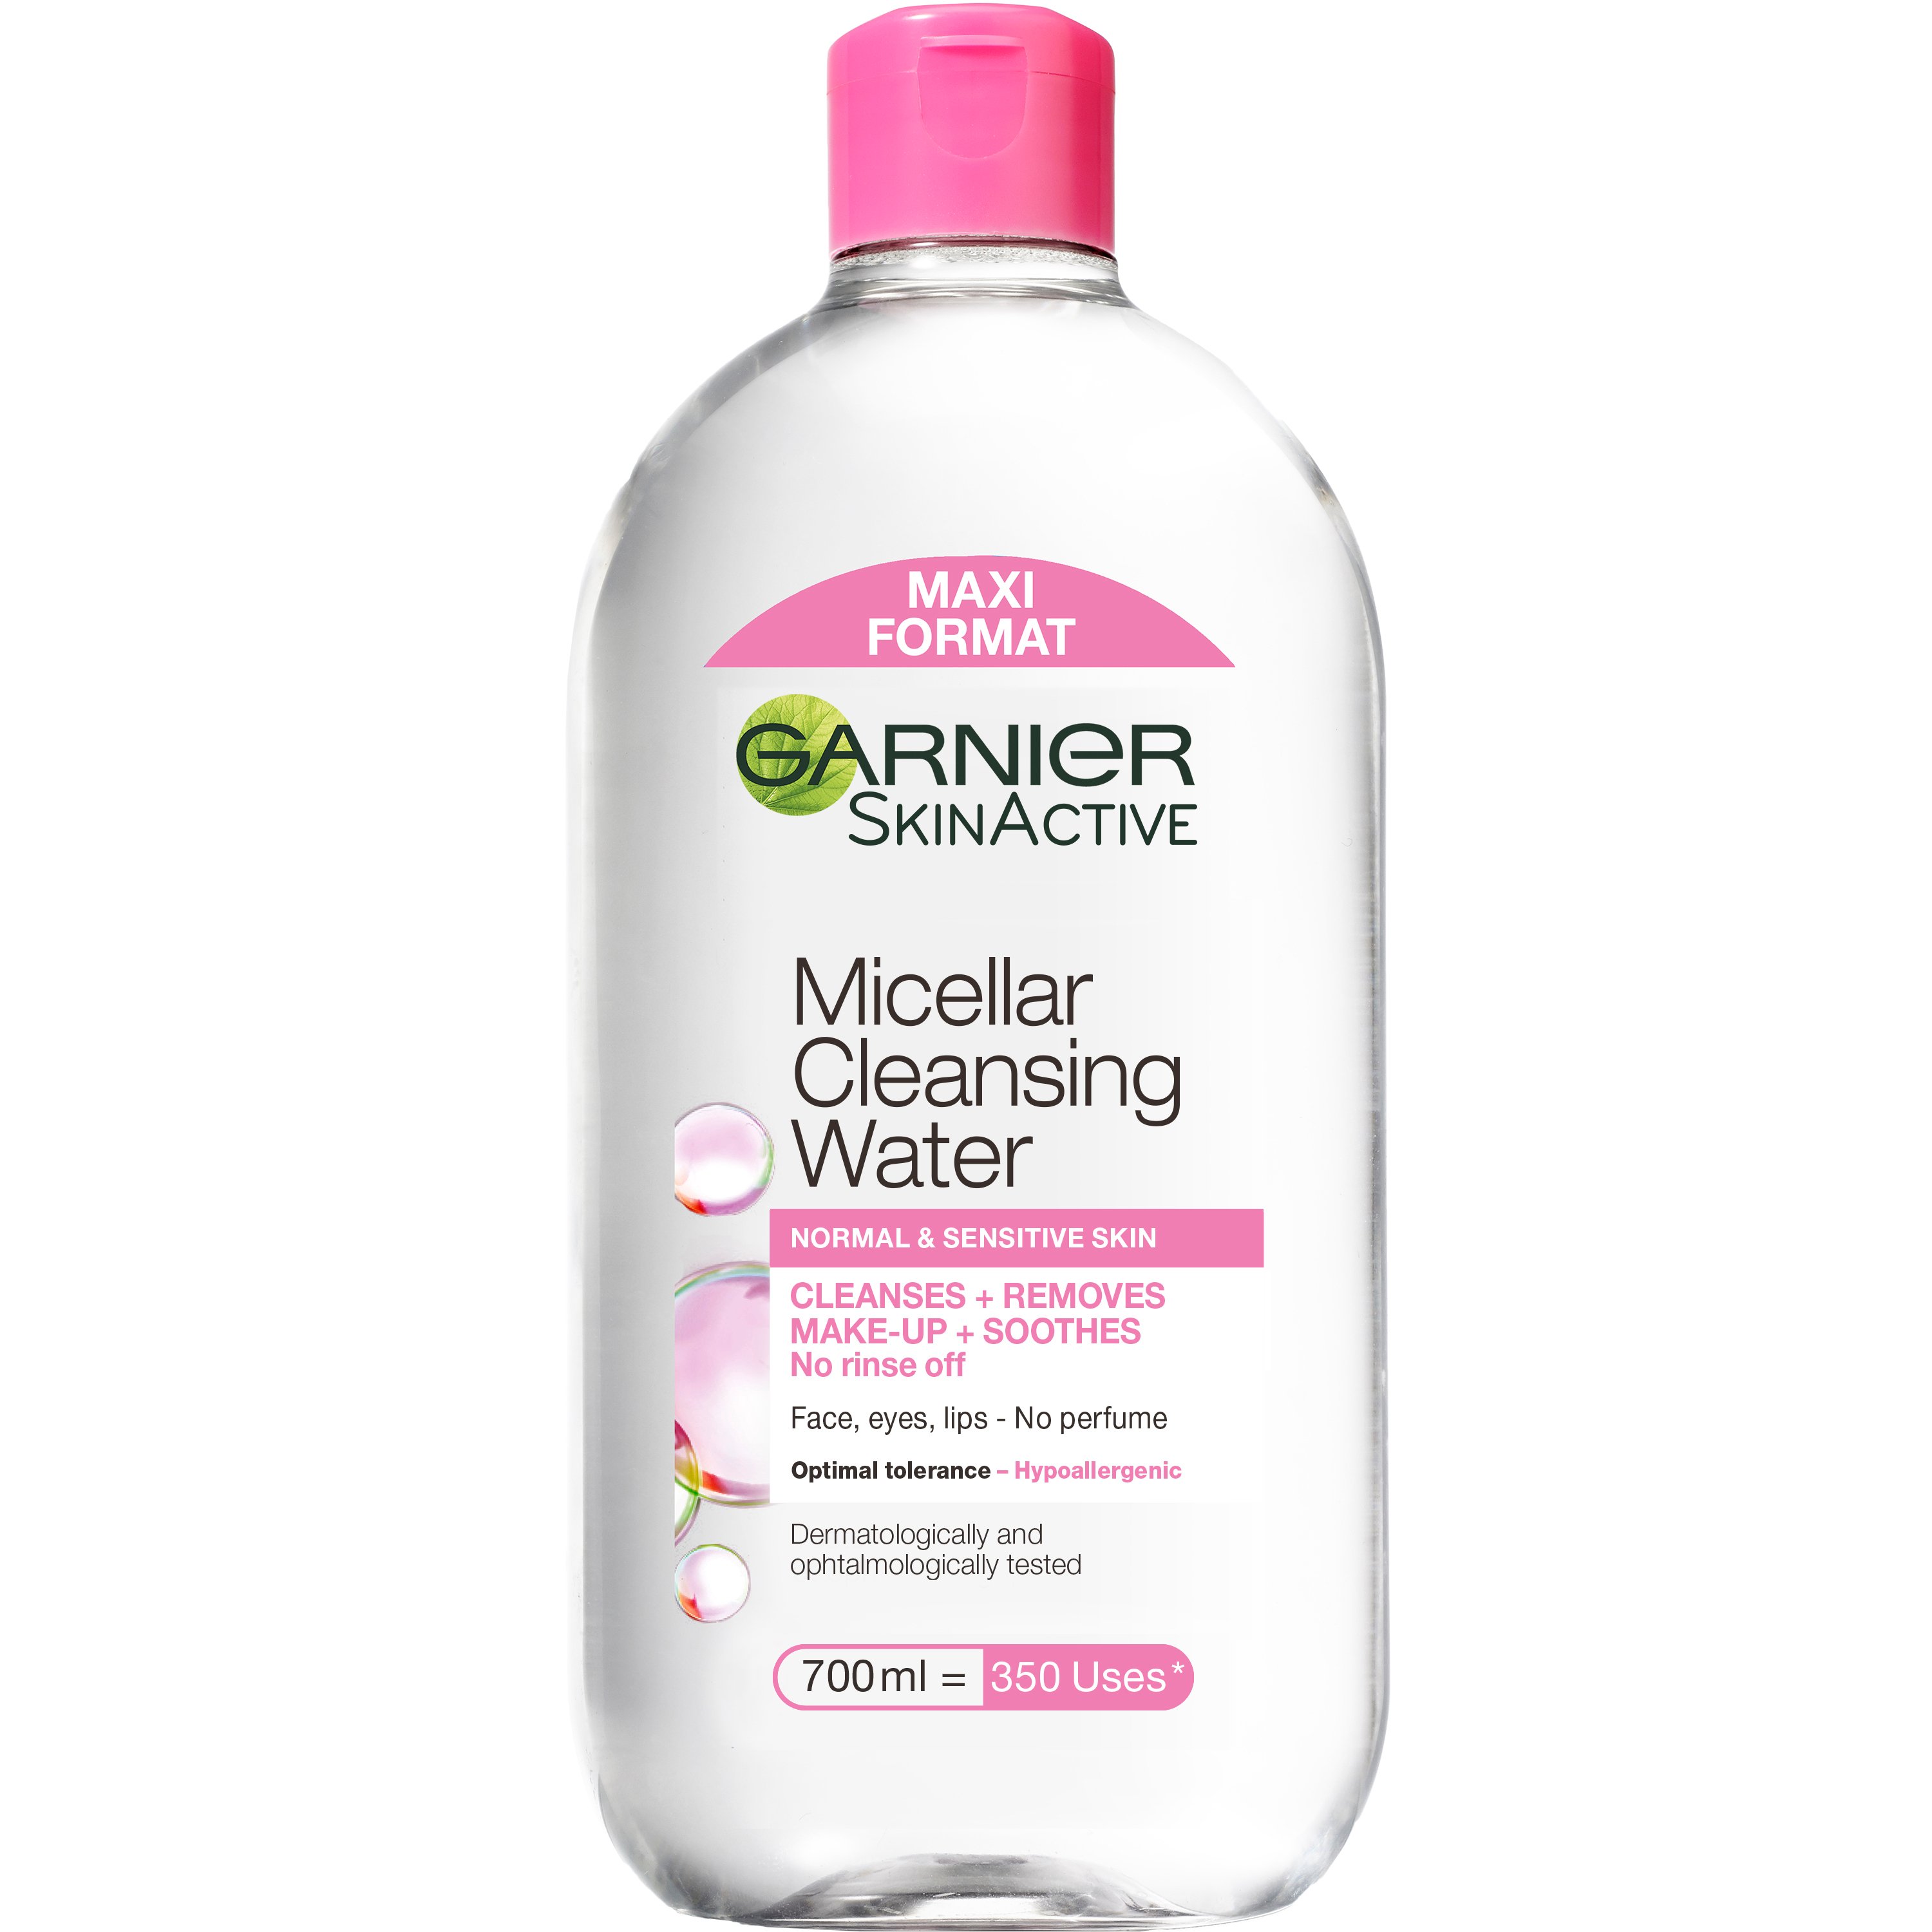 MAXI
FORMAT
GARNIER
SKINACTIVE
Micellar
Cleansing
Water
NORMAL & SENSITIVE SKIN
CLEANSES + REMOVES
MAKE-UP + SOOTHES
No rinse off
Face, eyes, lips - No perfume
Optimal tolerance – Hypoallergenic
Dermatologically and
ophtalmologically tested
700ml = 350 Uses*